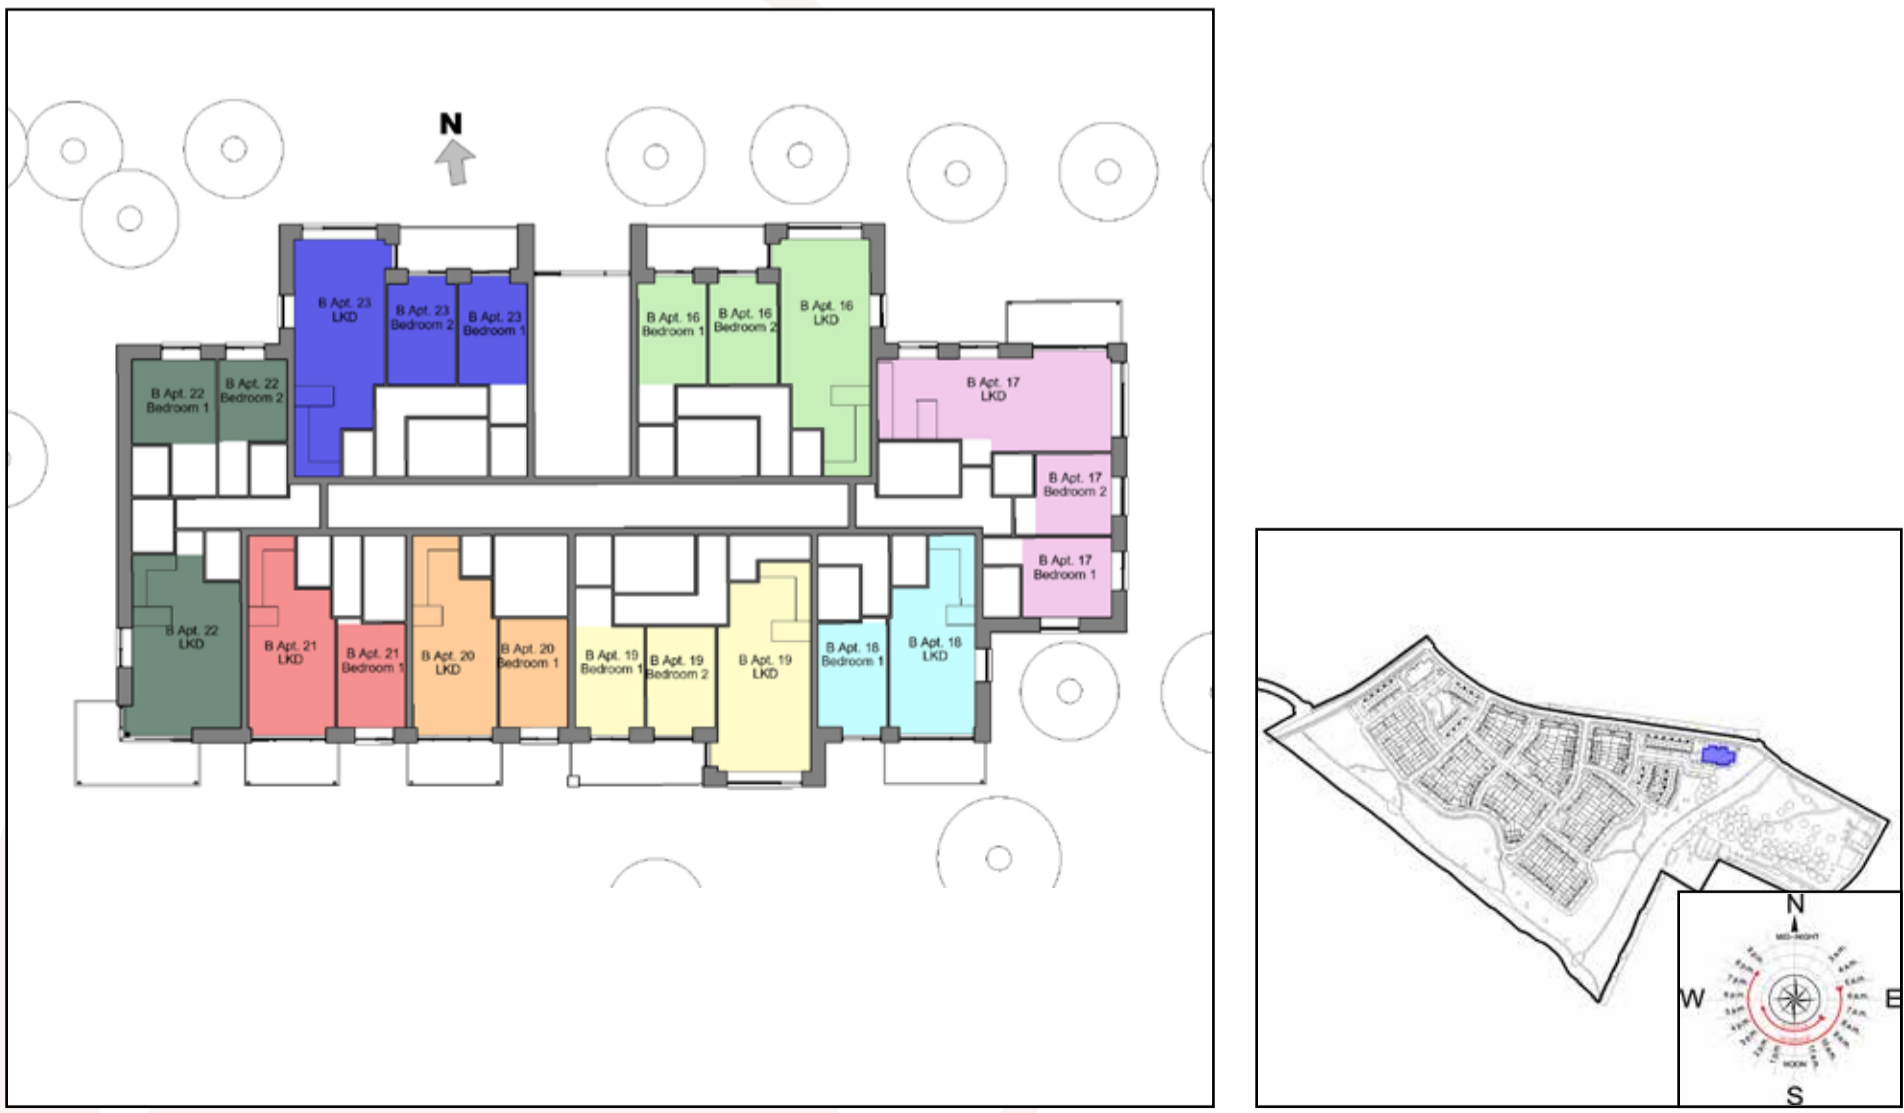 N
B Apt. 23
LKD
B Apt. 23
Bedroom 2
B Apt. 23
Bedroom 1
B Apt. 16
Bedroom 1
B Apt. 16
Bedroom 2
B Apt. 16
LKD
B Apt. 22
Bedroom 1
B Apt. 22
Bedroom 2
B Apt. 17
LKD
B Apt. 17
Bedroom 2
B Apt. 17
Bedroom 1
B Apt. 22
LKD
B Apt. 21
LKD
B Apt. 21
Bedroom 1
B Apt. 20
LKD
B Apt. 20
Bedroom 1
B Apt. 19
Bedroom 1
B Apt. 19
Bedroom 2
B Apt. 19
LKD
B Apt. 18
Bedroom 1
B Apt. 18
LKD
N
MID-NIGHT
W
E
NOON
S